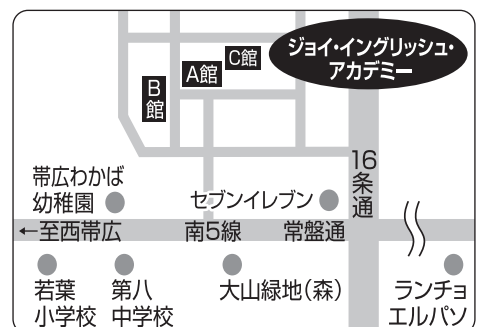 ジョイ・イングリッシュ・
アカデミー
C館
A館
B館
16条通
帯広わかば
幼稚園
セブンイレブン
←至西帯広
南5線
常盤通
若葉
小学校
第八
中学校
大山緑地(森)
ランチョ
エルパソ